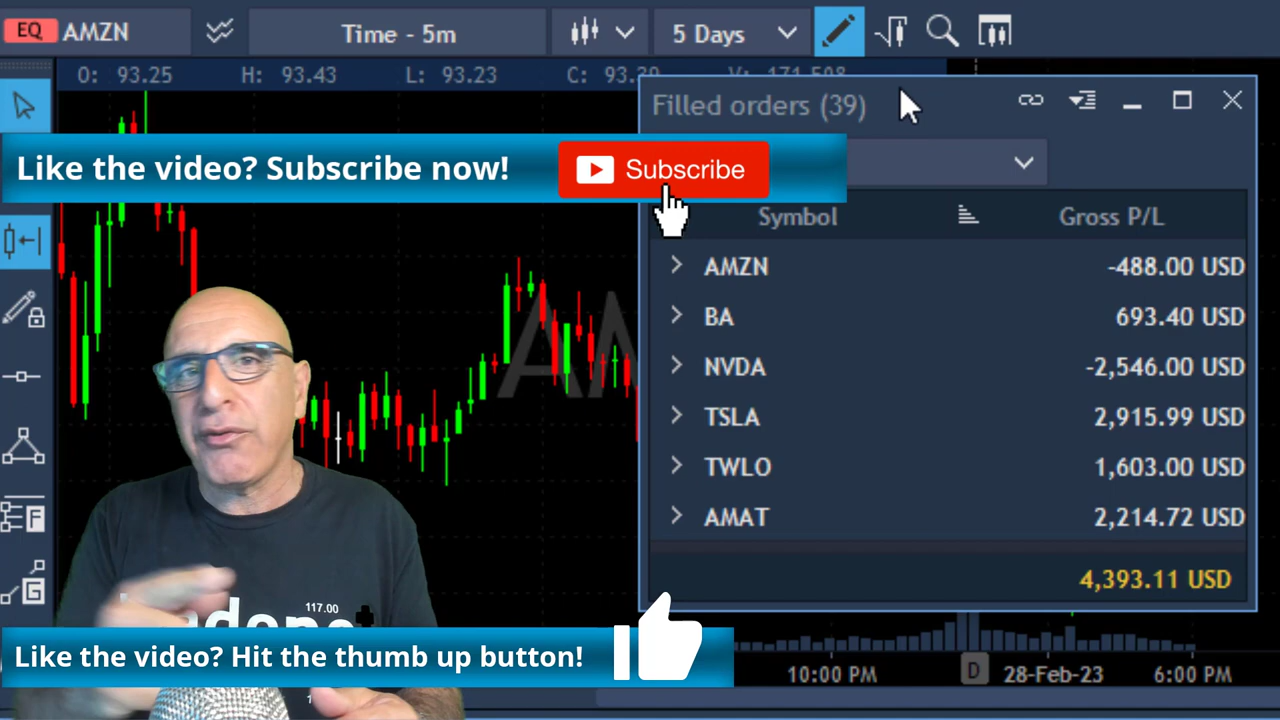 EQ AMZN
Time - 5m
5 Days
O: 93.25 H: 93.43 L: 93.23
Filled orders (39)
Like the video? Subscribe now!
Subscribe
Symbol Gross P/L
AMZN -488.00 USD
BA 693.40 USD
NVDA -2,546.00 USD
TSLA 2,915.99 USD
TWLO 1,603.00 USD
AMAT 2,214.72 USD
4,393.11 USD
F
G
117.00
Like the video? Hit the thumb up button!
10:00 PM D 28-Feb-23 6:00 PM